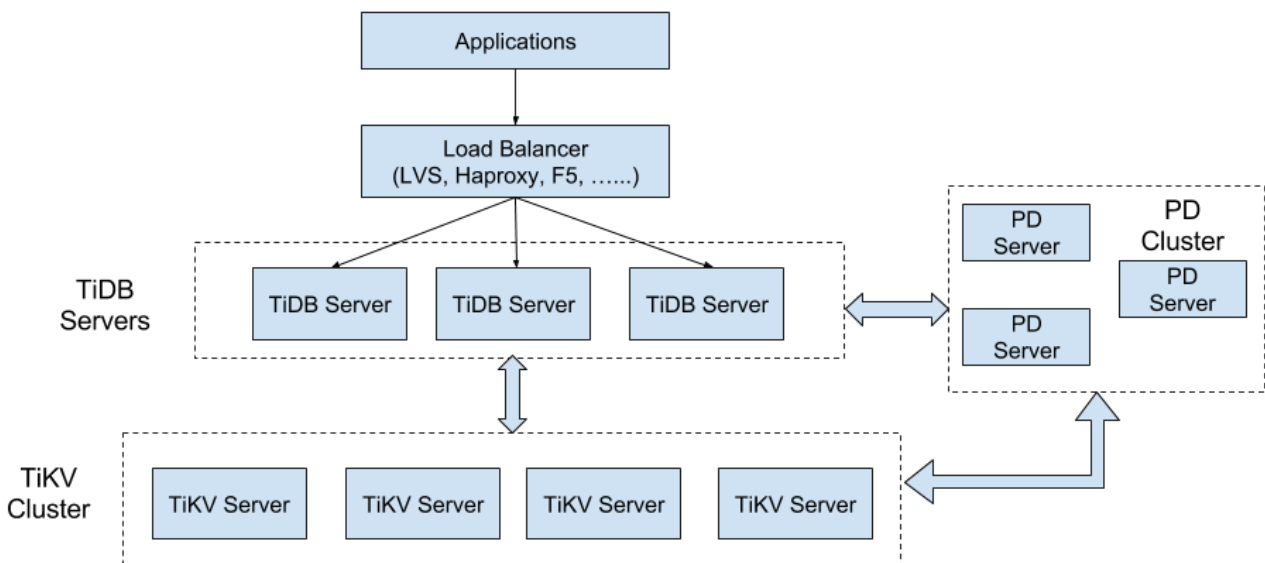 Applications
Load Balancer
(LVS, Haproxy, F5, …...)
TiDB
Servers
TiDB Server
TiDB Server
TiDB Server
PD
Cluster
PD
Server
PD
Server
PD
Server
TiKV
Cluster
TiKV Server
TiKV Server
TiKV Server
TiKV Server